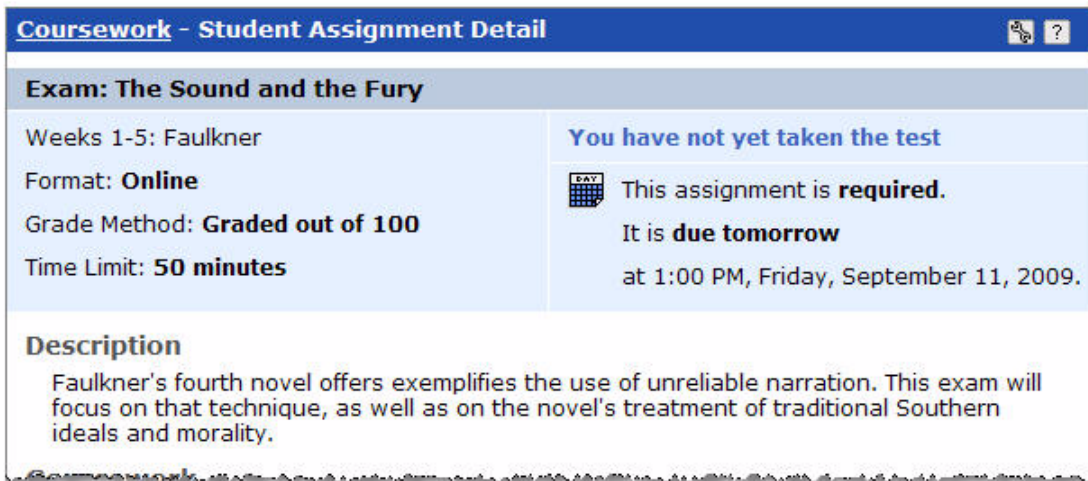 Coursework - Student Assignment Detail
?
Exam: The Sound and the Fury
Weeks 1-5: Faulkner
Format: Online
Grade Method: Graded out of 100
Time Limit: 50 minutes
You have not yet taken the test
DAY
This assignment is required.
It is due tomorrow
at 1:00 PM, Friday, September 11, 2009.
Description
Faulkner's fourth novel offers exemplifies the use of unreliable narration. This exam will
focus on that technique, as well as on the novel's treatment of traditional Southern
ideals and morality.